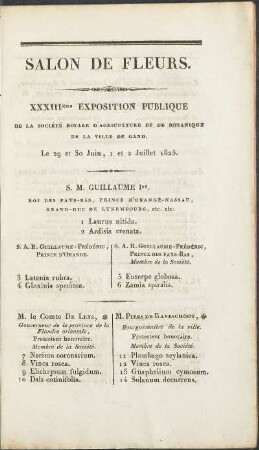 SALON DE FLEURS.
XXXIIIème EXPOSITION PUBLIQUE
DE LA SOCIÉTÉ ROYALE D'AGRICULTURE ET DE BOTANIQUE
DE LA VILLE DE GAND.
Le 29 et 30 Juin, 1 et 2 Juillet 1825.
S. M. GUILLAUME Ier.
ROI DES PAYS-BAS, PRINCE D'ORANGE-NASSAU,
GRAND-DUC DE LUXEMBOURG, etc. etc.
1 Laurus nitida.
2 Ardisia crenata.
S. A. R. GUILLAUME-FRÉDÉRIC,
PRINCE D'ORANGE.
3 Latania rubra.
4 Gloxinia speciosa.
S. A. R. GUILLAUME-FRÉDÉRIC,
PRINCE DES PAYS-BAS,
Membre de la Société.
5 Euterpe globosa.
6 Zamia spiralis.
M. le Comte DE LENS, ✻
Gouverneur de la province de la
Flandre orientale,
Protecteur honoraire.
Membre de la Société.
7 Nerium coronarium.
8 Vinca rosea.
9 Elichrysum fulgidum.
10 Dais cotinifolia.
M. PIERS DE RAVESCHOOT, ✻
Bourguemaître de la ville.
Protecteur honoraire.
Membre de la Société.
11 Plumbago zeylanica.
12 Vinca rosea.
13 Gnaphalium cymosum.
14 Solanum decurrens.